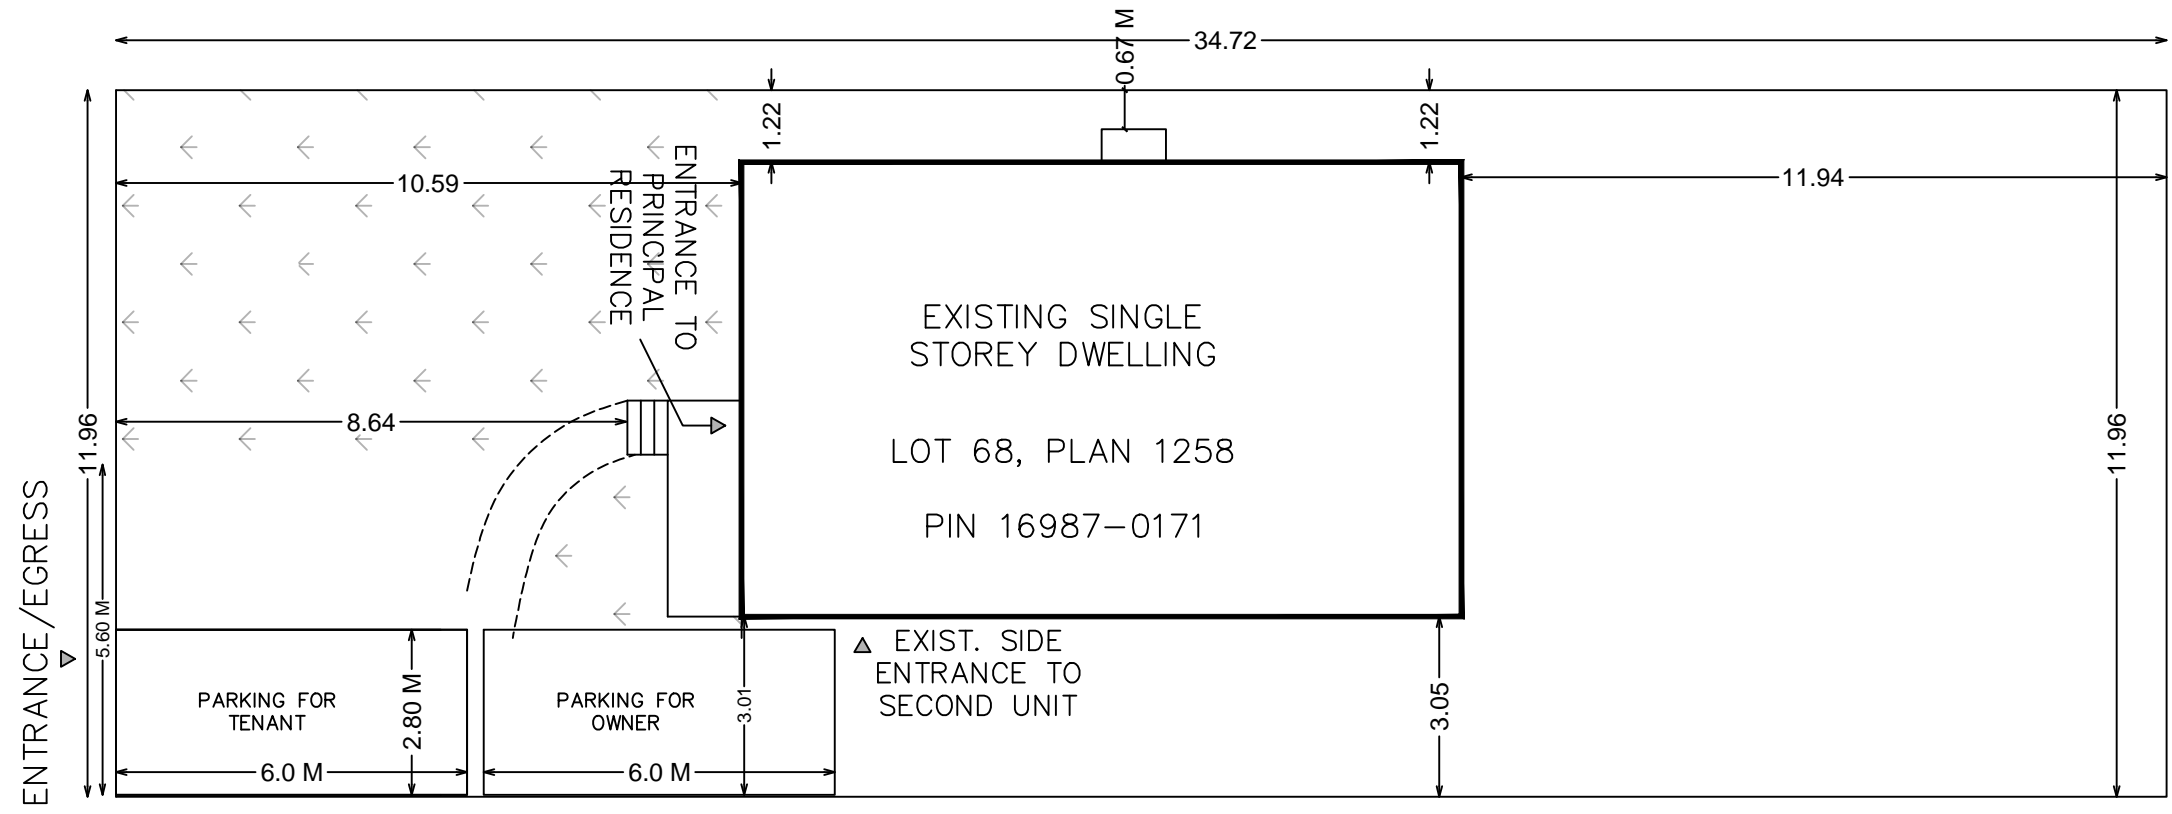 34.72
0.67 M
1.22
1.22
10.59
11.94
ENTRANCE TO
PRINCIPAL
RESIDENCE
EXISTING SINGLE
STOREY DWELLING
8.64
11.96
11.96
LOT 68, PLAN 1258
PIN 16987-0171
ENTRANCE/EGRESS
5.60 M
EXIST. SIDE
ENTRANCE TO
SECOND UNIT
PARKING FOR
TENANT
2.80 M
PARKING FOR
OWNER
3.01
3.05
6.0 M
6.0 M